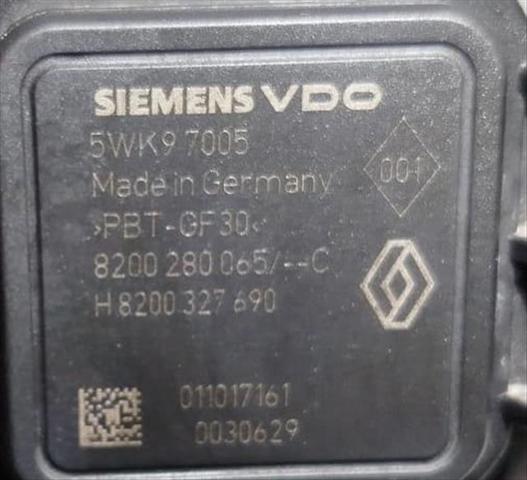 SIEMENS VDO
5WK9 7005
Made in Germany
001
>PBT-GF30<
8200 280 065/--C
H 8200 327 690
011017161
0030629